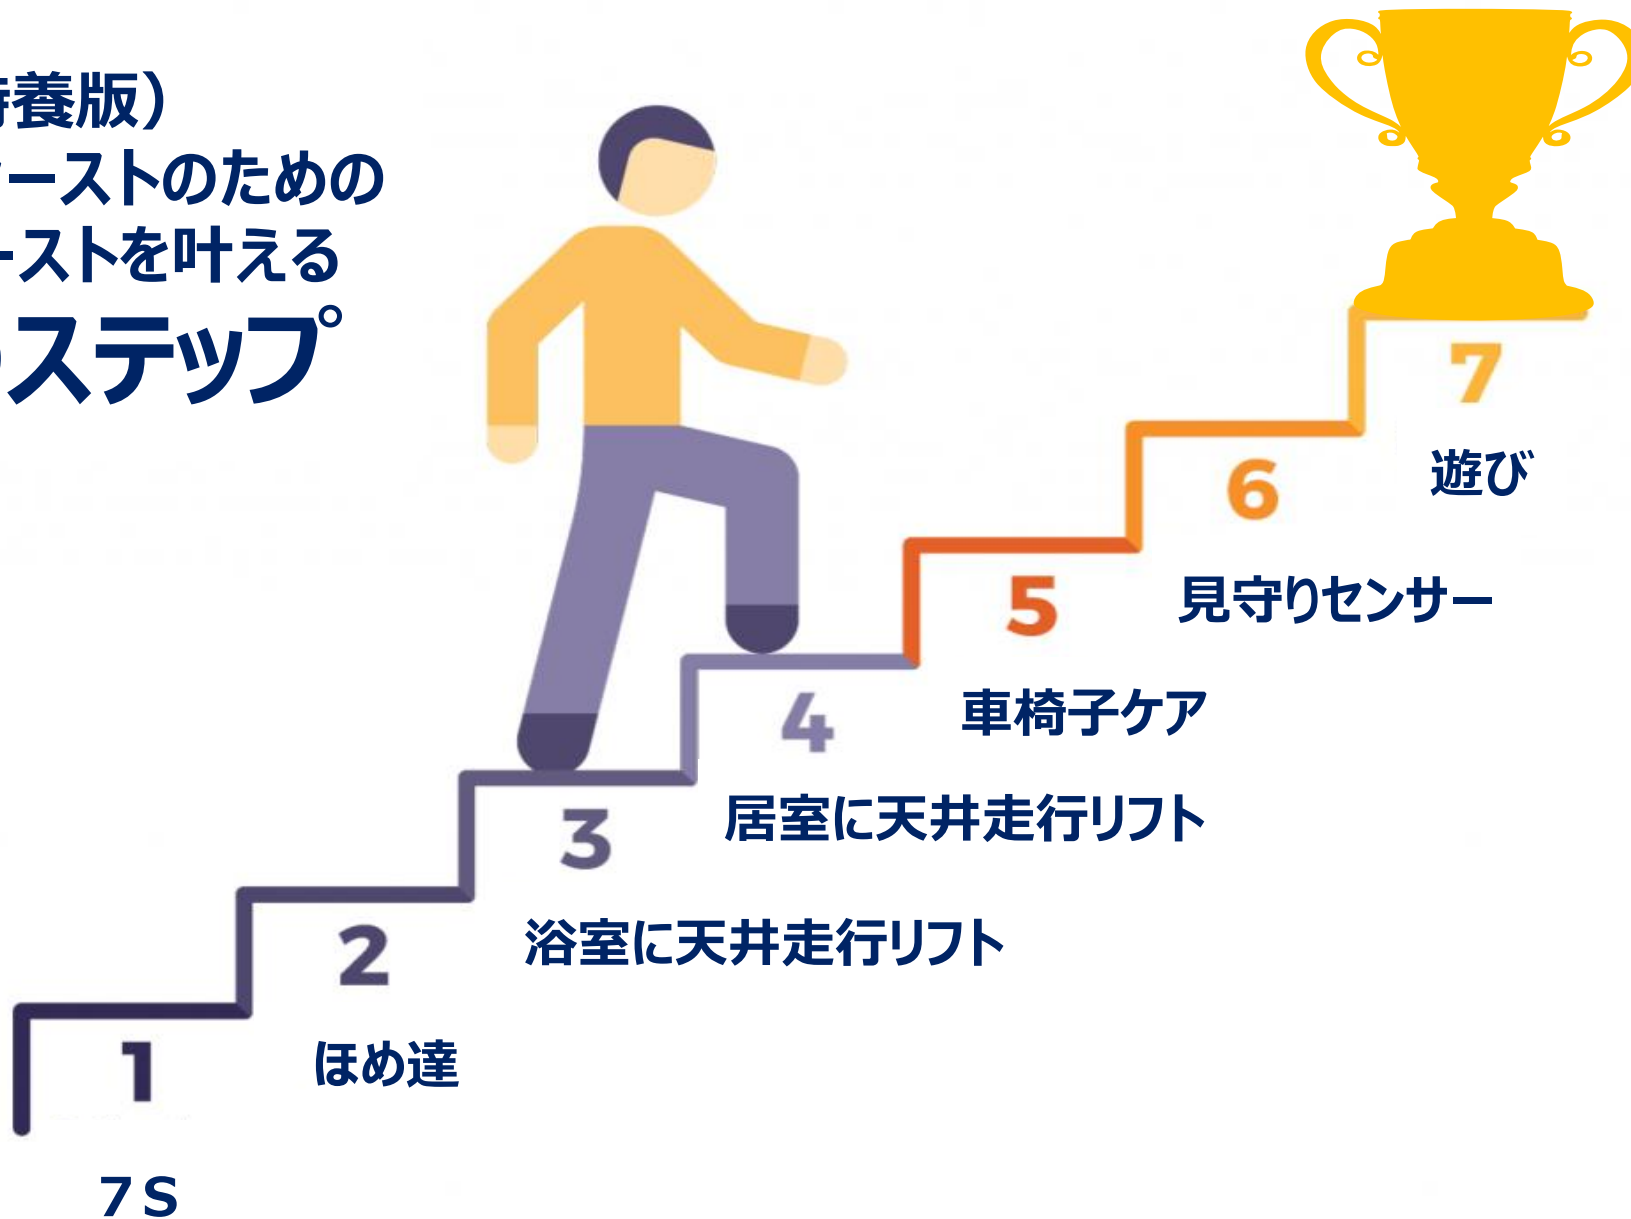 養版）
ーストのための
ーストを叶える
ステップ
7
遊び
6
見守りセンサー
5
車椅子ケア
4
居室に天井走行リフト
3
浴室に天井走行リフト
2
ほめ達
1
７Ｓ